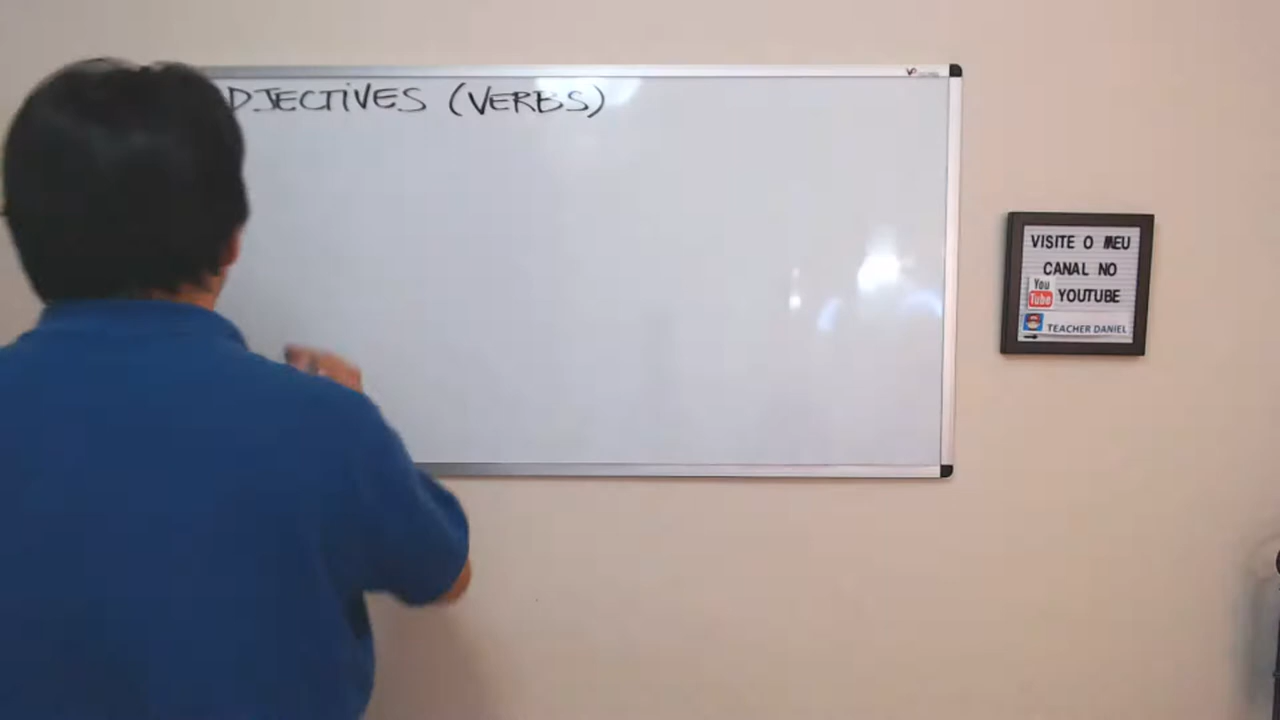 DJECTIVES (VERBS)
VISITE O MEU
CANAL NO
You
Tube YOUTUBE
TEACHER DANIEL